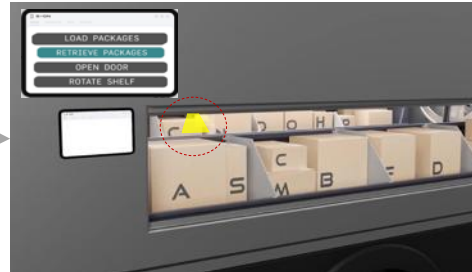 LOAD PACKAGES
RETRIEVE PACKAGES
OPEN DOOR
ROTATE SHELF
C D O H
A S M C B F D